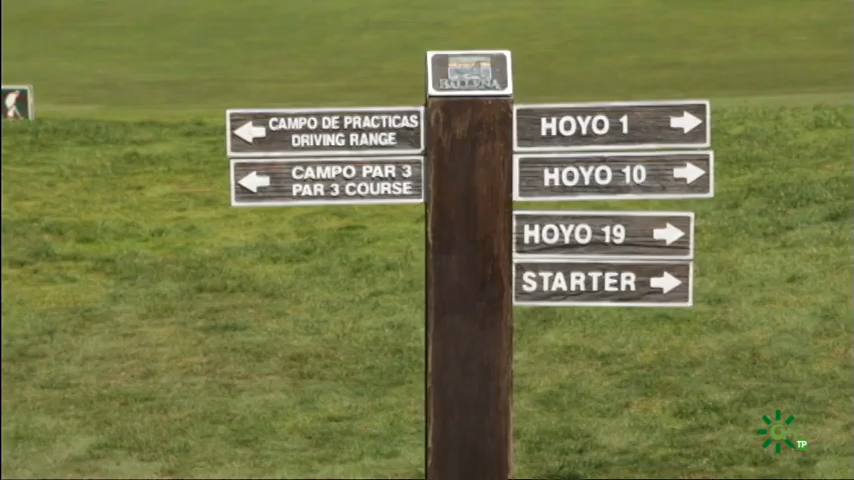 BALLENA
CAMPO DE PRACTICAS
DRIVING RANGE
CAMPO PAR 3
PAR 3 COURSE
HOYO 1
HOYO 10
HOYO 19
STARTER
TP